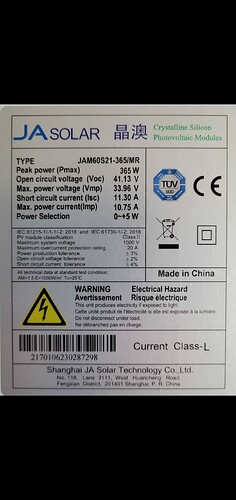 JA SOLAR 晶澳 Crystalline Silicon Photovoltaic Modules
TYPE JAM60S21-365/MR
Peak power (Pmax) 365 W
Open circuit voltage (Voc) 41.13 V
Max. power voltage (Vmp) 33.96 V
Short circuit current (Isc) 11.30 A
Max. power current(Imp) 10.75 A
Power Selection 0~+5 W
TÜV
SUD
CE
IEC 61215-1/-1-1/-2: 2016 and IEC 61730-1/-2: 2016
PV module classification Class II
Maximum system voltage 1000 V
Maximum overcurrent protection rating 20 A
Power production tolerance ± 3%
Open circuit voltage tolerance ± 2%
Short circuit current tolerance ± 4%
All technical data at standard test condition:
AM=1.5 E=1000W/m² Tc=25°C
Made in China
WARNING Electrical Hazard
Avertissement Risque électrique
This unit produces electricity if exposed to light.
Cette unité produit de l'électricité si elle est exposée à la lumière.
Do not disconnect under load.
Ne débranchez pas en charge.
2170106230287298
Current Class-L
Shanghai JA Solar Technology Co.,Ltd.
No. 118, Lane 3111, West Huancheng Road,
Fengxian District, 201401 Shanghai, P. R. China